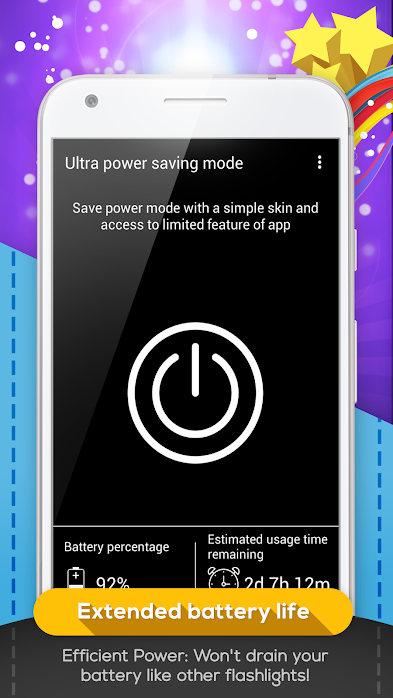 Ultra power saving mode
Save power mode with a simple skin and
access to limited feature of app
Battery percentage
Estimated usage time
remaining
92%
2d 7h 12m
Extended battery life
Efficient Power: Won't drain your
battery like other flashlights!